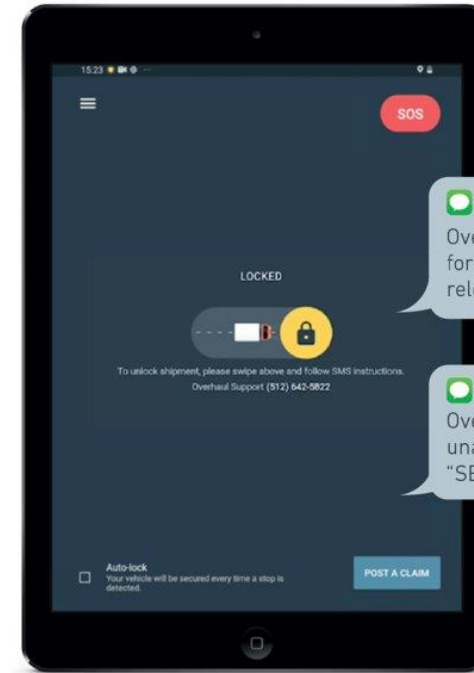 15:23
SOS
LOCKED
To unlock shipment, please swipe above and follow SMS instructions.
Overhaul Support (512) 642-5822
for
Auto-lock
Your vehicle will be secured every time a stop is
detected.
POST A CLAIM